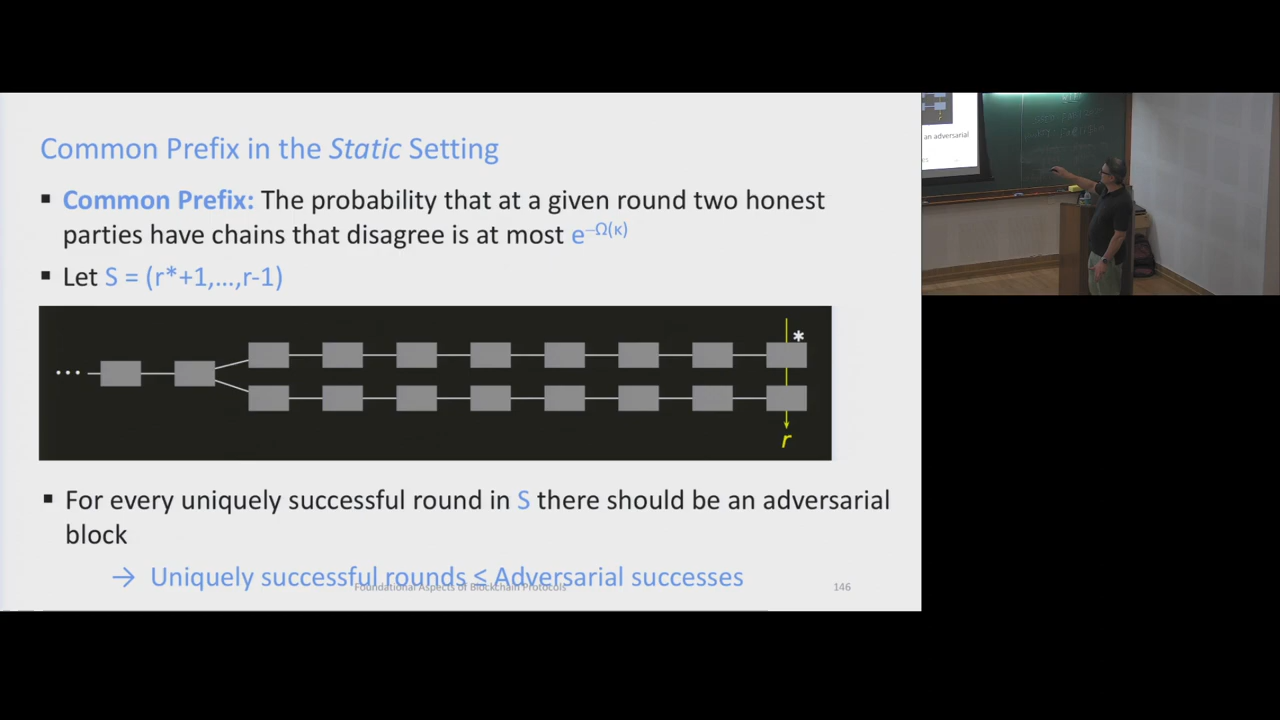 Common Prefix in the Static Setting
▪ Common Prefix: The probability that at a given round two honest
parties have chains that disagree is at most e^−Ω(κ)
▪ Let S = (r*+1,…,r-1)
…
*
r
▪ For every uniquely successful round in S there should be an adversarial
block
→ Uniquely successful rounds ≤ Adversarial successes
Foundational Aspects of Blockchain Protocols
146
an adversarial